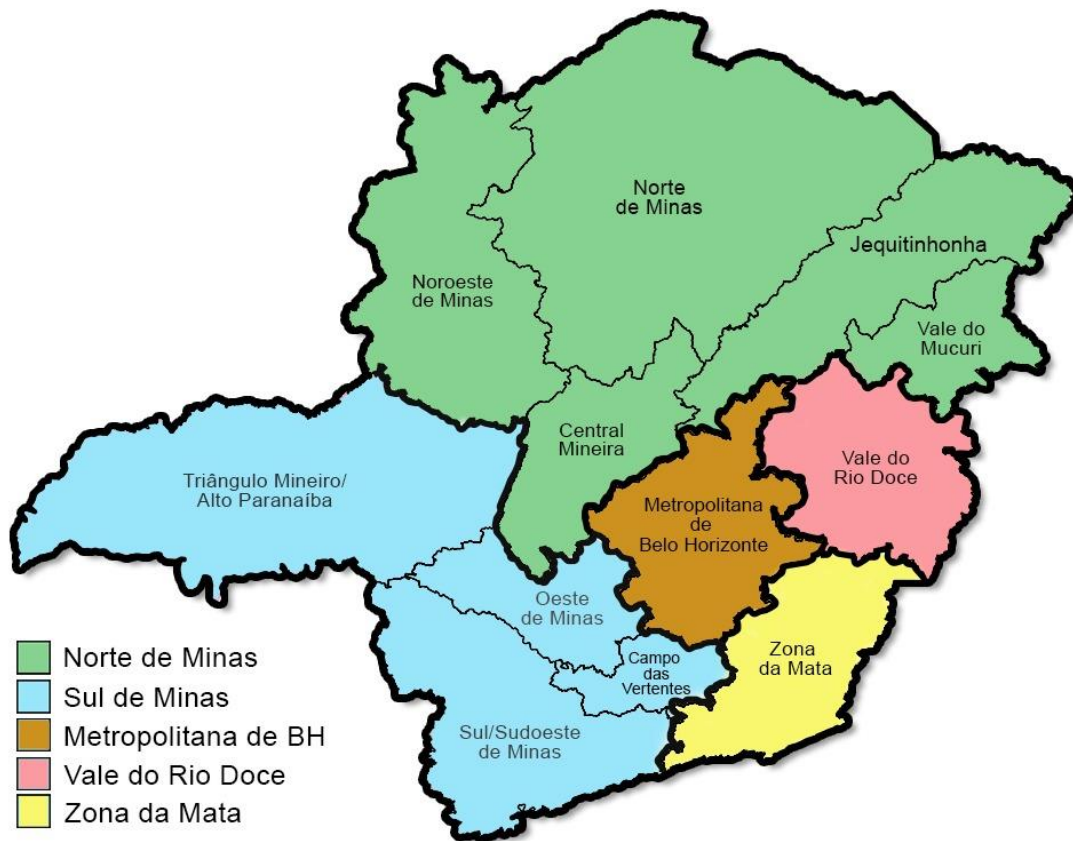 Norte
de Minas
Jequitinhonha
Noroeste
de Minas
Vale do
Mucuri
Central
Mineira
Vale do
Rio Doce
Triângulo Mineiro/
Alto Paranaíba
Metropolitana
de
Belo Horizonte
Oeste
de Minas
Campo
das
Vertentes
Zona
da Mata
Sul/Sudoeste
de Minas
Norte de Minas
Sul de Minas
Metropolitana de BH
Vale do Rio Doce
Zona da Mata